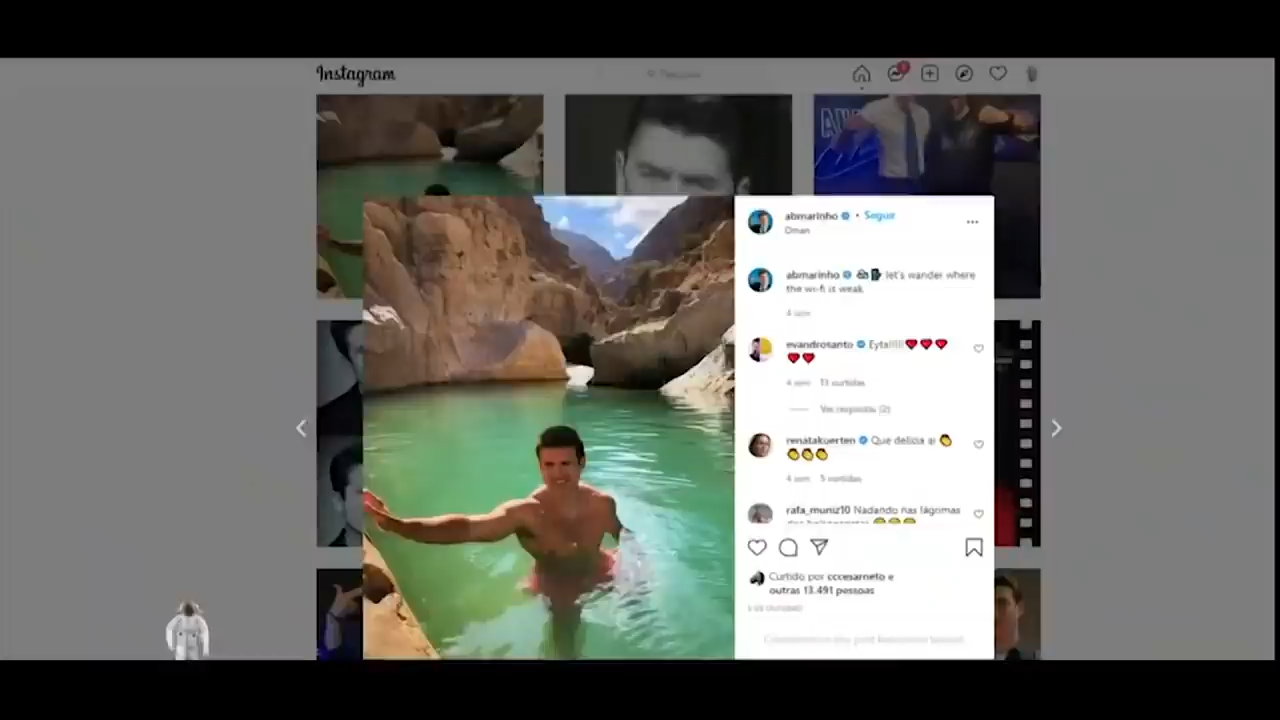 Instagram
abmarinho • Seguir
Oman
abmarinho let's wander where
the wi-fi is weak
4 sem
evandrosanto Eyta!!!!!
4 sem 11 curtidas
Ver respostas (2)
renatakuerten Que delicia ai
4 sem 5 curtidas
rafa_muniz10 Nadando nas lágrimas
Curtido por cccesarneto e
outras 13.491 pessoas